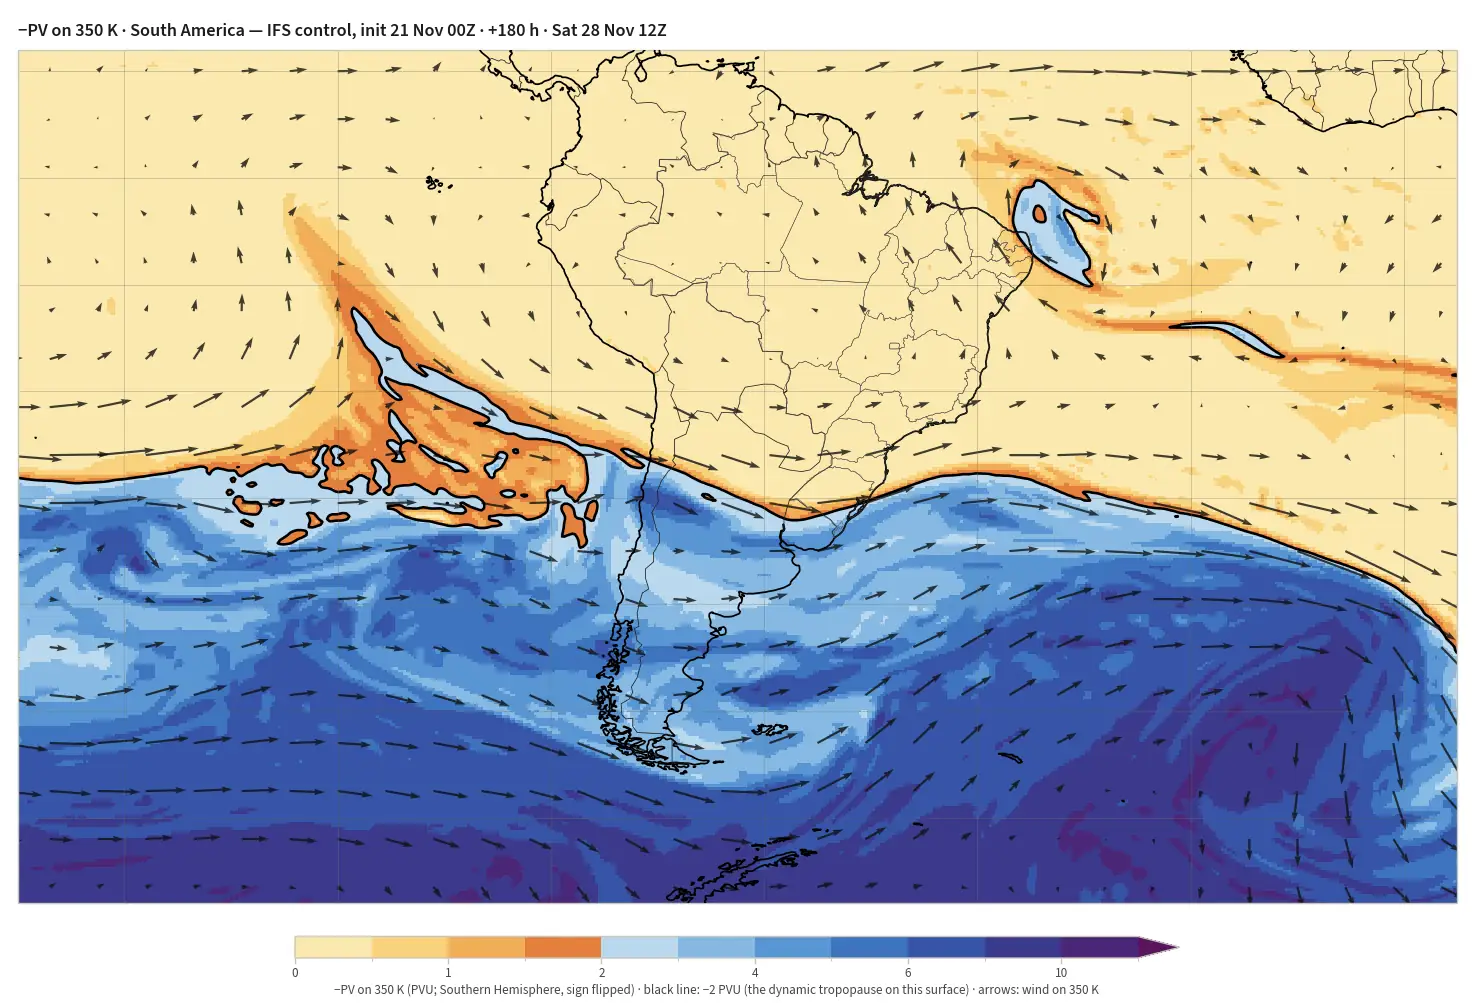 −PV on 350 K · South America — IFS control, init 21 Nov 00Z · +180 h · Sat 28 Nov 12Z
0 1 2 4 6 10
−PV on 350 K (PVU; Southern Hemisphere, sign flipped) · black line: −2 PVU (the dynamic tropopause on this surface) · arrows: wind on 350 K